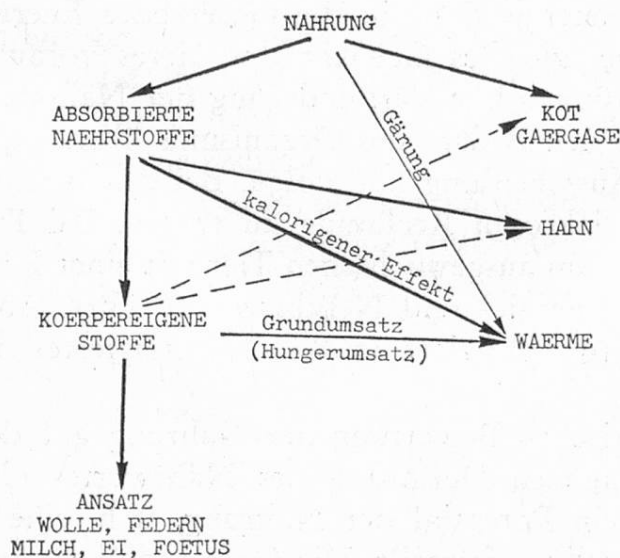 NAHRUNG
ABSORBIERTE
NAEHRSTOFFE
KOT
GAERGASE
Gärung
HARN
kalorigener Effekt
KOERPEREIGENE
STOFFE
Grundumsatz
(Hungerumsatz)
WAERME
ANSATZ
WOLLE, FEDERN
MILCH, EI, FOETUS